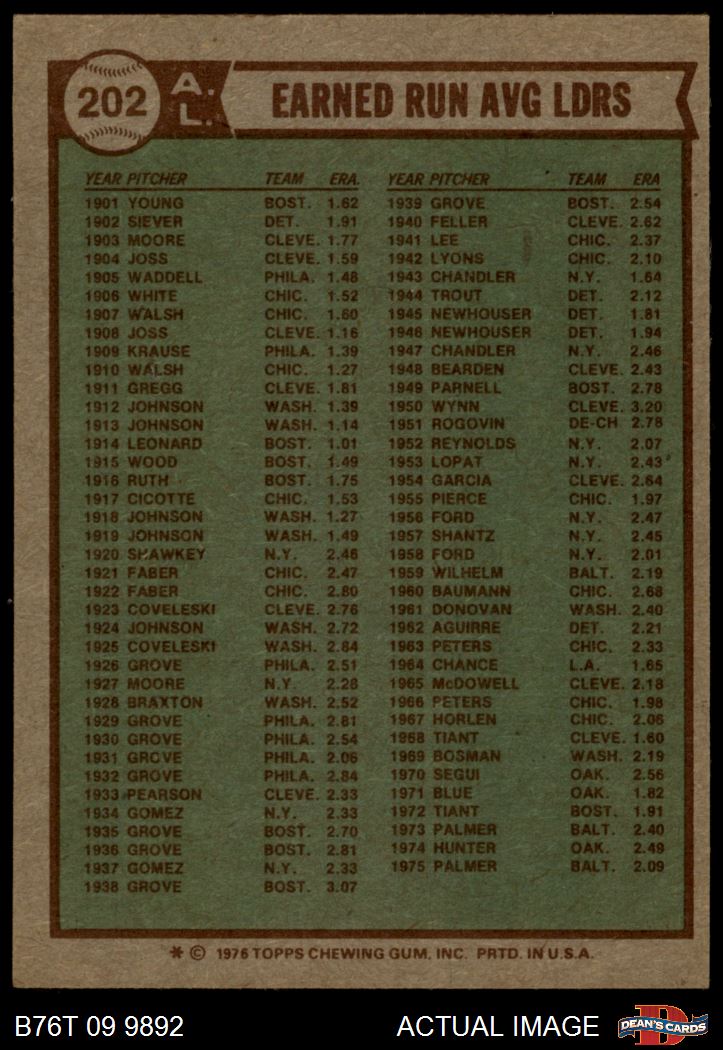 202 A.L. EARNED RUN AVG LDRS
YEAR PITCHER TEAM ERA.
1901 YOUNG BOST. 1.62
1902 SIEVER DET. 1.91
1903 MOORE CLEVE. 1.77
1904 JOSS CLEVE. 1.59
1905 WADDELL PHILA. 1.48
1906 WHITE CHIC. 1.52
1907 WALSH CHIC. 1.60
1908 JOSS CLEVE. 1.16
1909 KRAUSE PHILA. 1.39
1910 WALSH CHIC. 1.27
1911 GREGG CLEVE. 1.81
1912 JOHNSON WASH. 1.39
1913 JOHNSON WASH. 1.14
1914 LEONARD BOST. 1.01
1915 WOOD BOST. 1.49
1916 RUTH BOST. 1.75
1917 CICOTTE CHIC. 1.53
1918 JOHNSON WASH. 1.27
1919 JOHNSON WASH. 1.49
1920 SHAWKEY N.Y. 2.46
1921 FABER CHIC. 2.47
1922 FABER CHIC. 2.80
1923 COVELESKI CLEVE. 2.76
1924 JOHNSON WASH. 2.72
1925 COVELESKI WASH. 2.84
1926 GROVE PHILA. 2.51
1927 MOORE N.Y. 2.28
1928 BRAXTON WASH. 2.52
1929 GROVE PHILA. 2.81
1930 GROVE PHILA. 2.54
1931 GROVE PHILA. 2.06
1932 GROVE PHILA. 2.84
1933 PEARSON CLEVE. 2.33
1934 GOMEZ N.Y. 2.33
1935 GROVE BOST. 2.70
1936 GROVE BOST. 2.81
1937 GOMEZ N.Y. 2.33
1938 GROVE BOST. 3.07
YEAR PITCHER TEAM ERA
1939 GROVE BOST. 2.54
1940 FELLER CLEVE. 2.62
1941 LEE CHIC. 2.37
1942 LYONS CHIC. 2.10
1943 CHANDLER N.Y. 1.64
1944 TROUT DET. 2.12
1945 NEWHOUSER DET. 1.81
1946 NEWHOUSER DET. 1.94
1947 CHANDLER N.Y. 2.46
1948 BEARDEN CLEVE. 2.43
1949 PARNELL BOST. 2.78
1950 WYNN CLEVE. 3.20
1951 ROGOVIN DE-CH 2.78
1952 REYNOLDS N.Y. 2.07
1953 LOPAT N.Y. 2.43
1954 GARCIA CLEVE. 2.64
1955 PIERCE CHIC. 1.97
1956 FORD N.Y. 2.47
1957 SHANTZ N.Y. 2.45
1958 FORD N.Y. 2.01
1959 WILHELM BALT. 2.19
1960 BAUMANN CHIC. 2.68
1961 DONOVAN WASH. 2.40
1962 AGUIRRE DET. 2.21
1963 PETERS CHIC. 2.33
1964 CHANCE L.A. 1.65
1965 McDOWELL CLEVE. 2.18
1966 PETERS CHIC. 1.98
1967 HORLEN CHIC. 2.06
1968 TIANT CLEVE. 1.60
1969 BOSMAN WASH. 2.19
1970 SEGUI OAK. 2.56
1971 BLUE OAK. 1.82
1972 TIANT BOST. 1.91
1973 PALMER BALT. 2.40
1974 HUNTER OAK. 2.49
1975 PALMER BALT. 2.09
* © 1976 TOPPS CHEWING GUM, INC. PRTD. IN U.S.A.
B76T 09 9892 ACTUAL IMAGE D DEAN'S CARDS